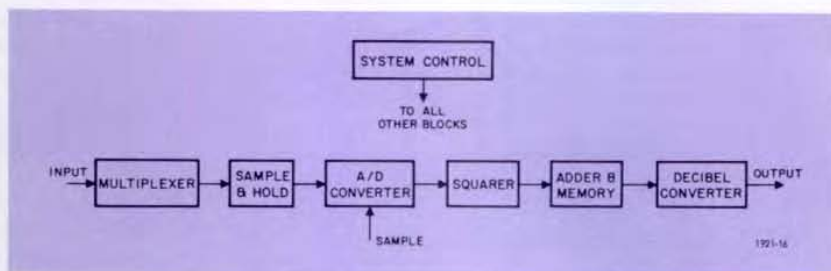 SYSTEM CONTROL
TO ALL
OTHER BLOCKS
INPUT
MULTIPLEXER
SAMPLE
& HOLD
A/D
CONVERTER
SQUARER
ADDER 8
MEMORY
DECIBEL
CONVERTER
OUTPUT
SAMPLE
1921-16